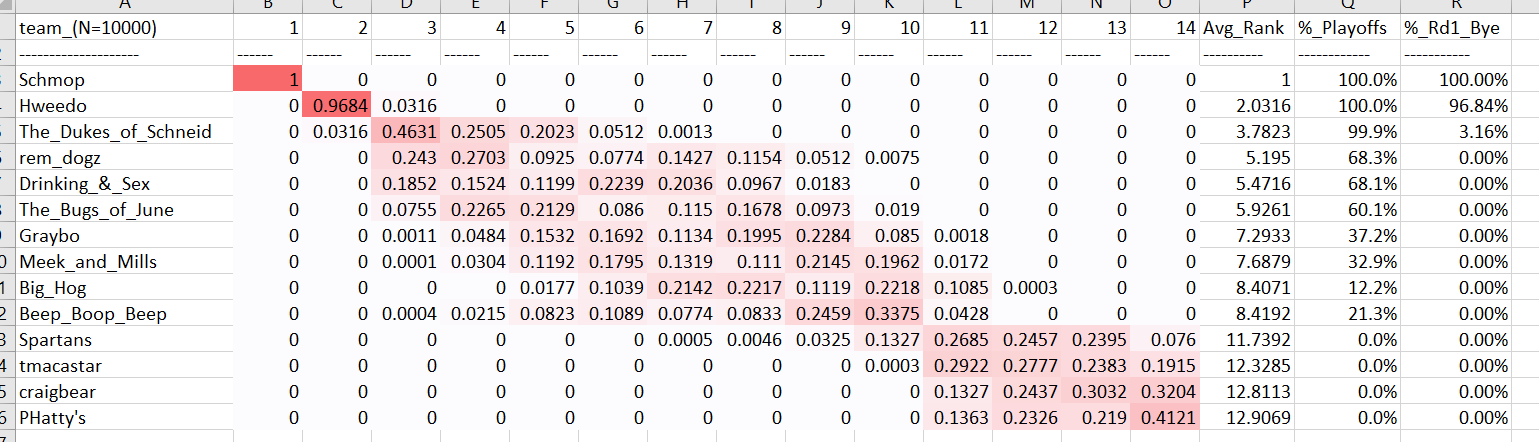 A B C D E F G H I J K L M N O P Q R
team_(N=10000) 1 2 3 4 5 6 7 8 9 10 11 12 13 14 Avg_Rank %_Playoffs %_Rd1_Bye
-------------------- ------ ------ ------ ------ ------ ------ ------ ------ ------ ------ ------ ------ ------ ------ ---------- ------------ -----------
Schmop 1 0 0 0 0 0 0 0 0 0 0 0 0 0 1 100.0% 100.00%
Hweedo 0 0.9684 0.0316 0 0 0 0 0 0 0 0 0 0 0 2.0316 100.0% 96.84%
The_Dukes_of_Schneid 0 0.0316 0.4631 0.2505 0.2023 0.0512 0.0013 0 0 0 0 0 0 0 3.7823 99.9% 3.16%
rem_dogz 0 0 0.243 0.2703 0.0925 0.0774 0.1427 0.1154 0.0512 0.0075 0 0 0 0 5.195 68.3% 0.00%
Drinking_&_Sex 0 0 0.1852 0.1524 0.1199 0.2239 0.2036 0.0967 0.0183 0 0 0 0 0 5.4716 68.1% 0.00%
The_Bugs_of_June 0 0 0.0755 0.2265 0.2129 0.086 0.115 0.1678 0.0973 0.019 0 0 0 0 5.9261 60.1% 0.00%
Graybo 0 0 0.0011 0.0484 0.1532 0.1692 0.1134 0.1995 0.2284 0.085 0.0018 0 0 0 7.2933 37.2% 0.00%
Meek_and_Mills 0 0 0.0001 0.0304 0.1192 0.1795 0.1319 0.111 0.2145 0.1962 0.0172 0 0 0 7.6879 32.9% 0.00%
Big_Hog 0 0 0 0 0.0177 0.1039 0.2142 0.2217 0.1119 0.2218 0.1085 0.0003 0 0 8.4071 12.2% 0.00%
Beep_Boop_Beep 0 0 0.0004 0.0215 0.0823 0.1089 0.0774 0.0833 0.2459 0.3375 0.0428 0 0 0 8.4192 21.3% 0.00%
Spartans 0 0 0 0 0 0 0.0005 0.0046 0.0325 0.1327 0.2685 0.2457 0.2395 0.076 11.7392 0.0% 0.00%
tmacastar 0 0 0 0 0 0 0 0 0 0.0003 0.2922 0.2777 0.2383 0.1915 12.3285 0.0% 0.00%
craigbear 0 0 0 0 0 0 0 0 0 0 0.1327 0.2437 0.3032 0.3204 12.8113 0.0% 0.00%
PHatty's 0 0 0 0 0 0 0 0 0 0 0.1363 0.2326 0.219 0.4121 12.9069 0.0% 0.00%